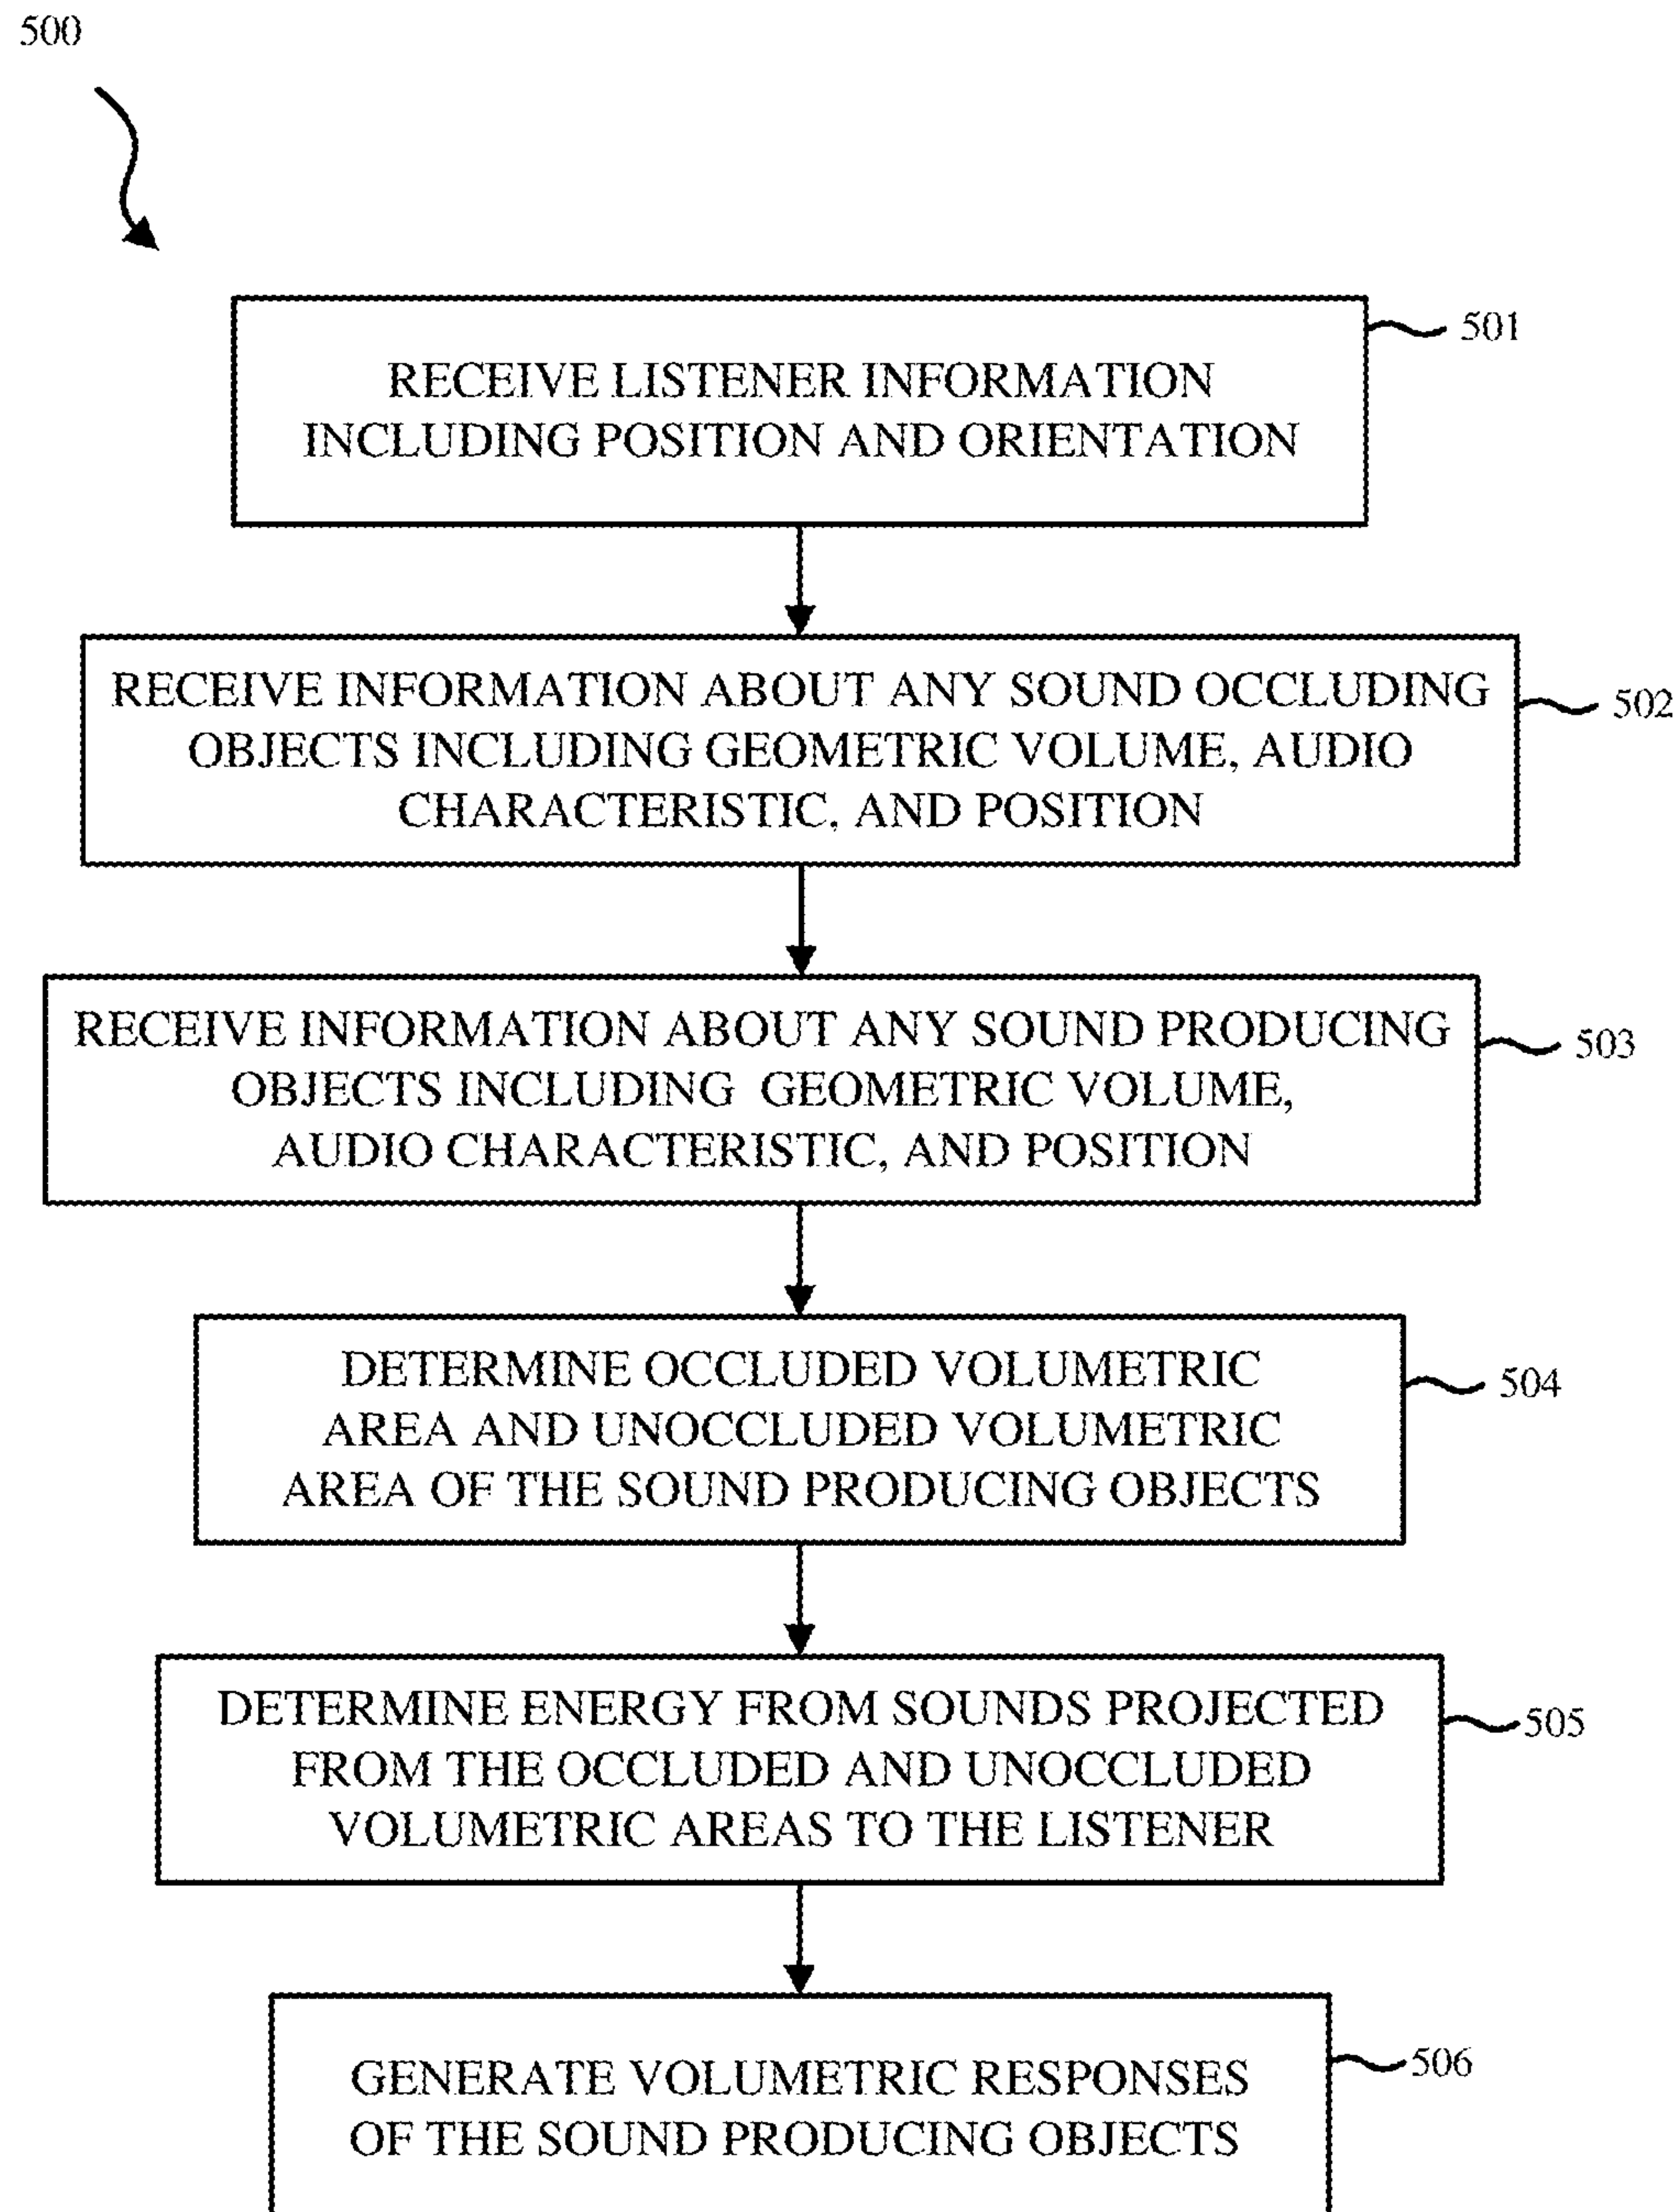 500
RECEIVE LISTENER INFORMATION
INCLUDING POSITION AND ORIENTATION
501
RECEIVE INFORMATION ABOUT ANY SOUND OCCLUDING
OBJECTS INCLUDING GEOMETRIC VOLUME, AUDIO
CHARACTERISTIC, AND POSITION
502
RECEIVE INFORMATION ABOUT ANY SOUND PRODUCING
OBJECTS INCLUDING GEOMETRIC VOLUME,
AUDIO CHARACTERISTIC, AND POSITION
503
DETERMINE OCCLUDED VOLUMETRIC
AREA AND UNOCCLUDED VOLUMETRIC
AREA OF THE SOUND PRODUCING OBJECTS
504
DETERMINE ENERGY FROM SOUNDS PROJECTED
FROM THE OCCLUDED AND UNOCCLUDED
VOLUMETRIC AREAS TO THE LISTENER
505
GENERATE VOLUMETRIC RESPONSES
OF THE SOUND PRODUCING OBJECTS
506